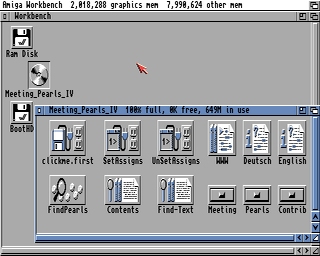 Amiga Workbench 2,018,288 graphics mem 7,990,624 other mem
Workbench
Ram Disk
Meeting_Pearls_IV
BootHD
Meeting_Pearls_IV 100% full, 0K free, 649M in use
clickme.first SetAssigns UnSetAssigns WWW Deutsch English
FindPearls Contents Find-Text Meeting Pearls Contrib